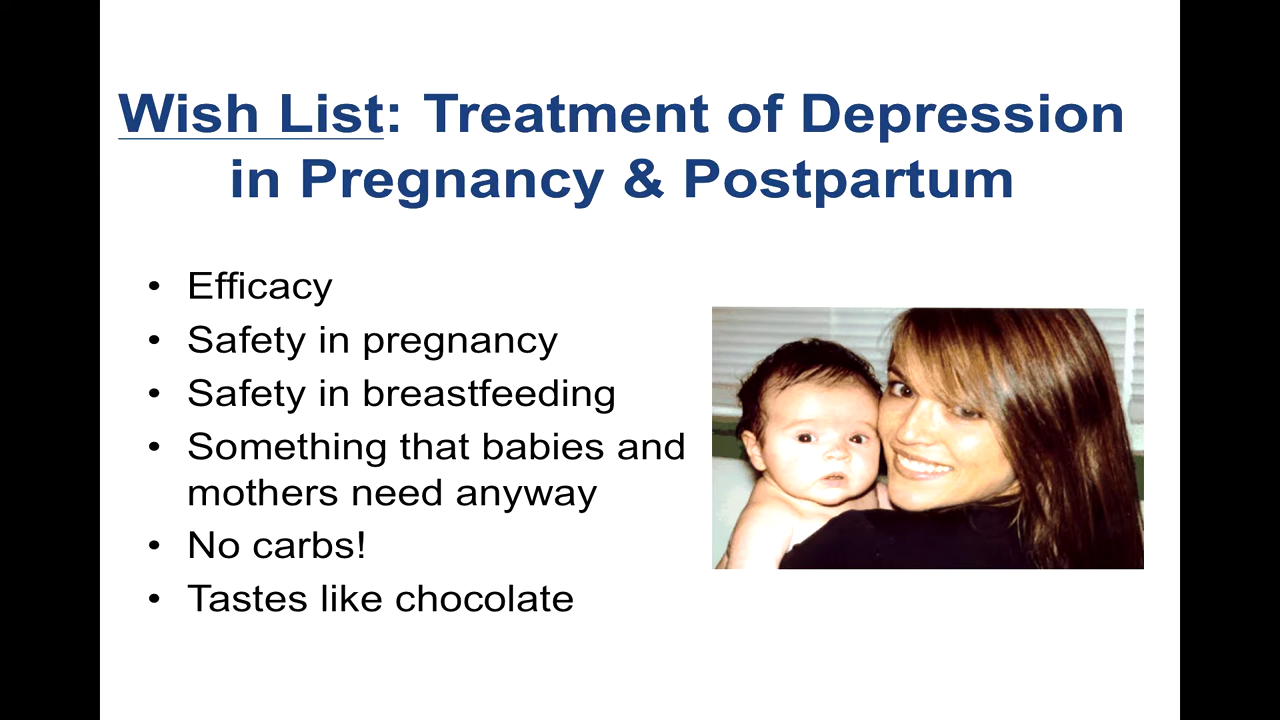 Wish List: Treatment of Depression
in Pregnancy & Postpartum
• Efficacy
• Safety in pregnancy
• Safety in breastfeeding
• Something that babies and
mothers need anyway
• No carbs!
• Tastes like chocolate